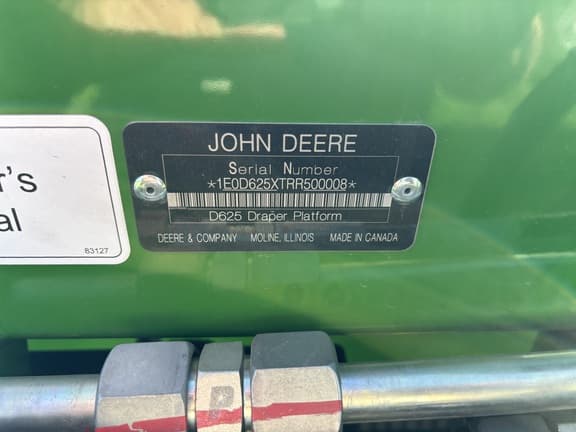 JOHN DEERE
Serial Number
*1E0D625XTRR500008*
D625 Draper Platform
DEERE & COMPANY MOLINE, ILLINOIS MADE IN CANADA
r's
al
83127